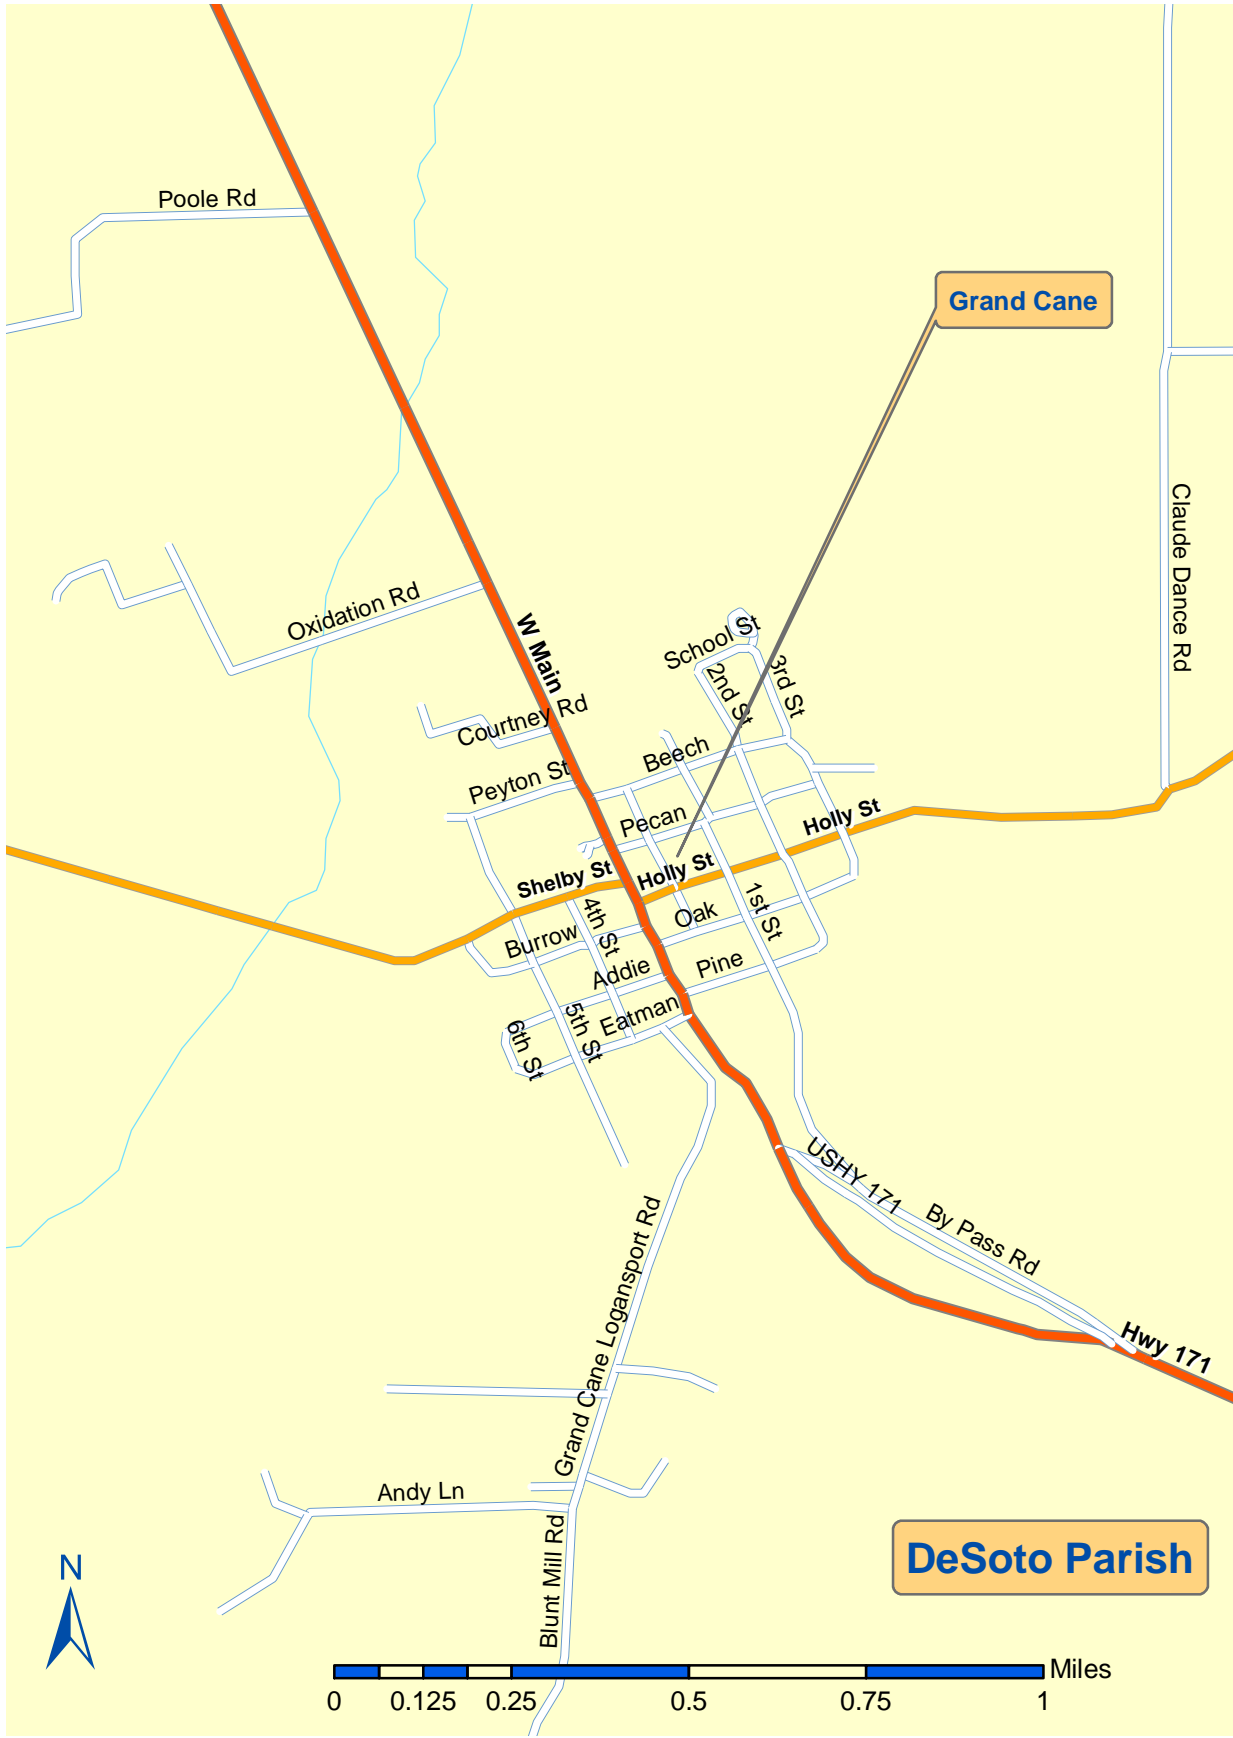 Poole Rd
Grand Cane
Claude Dance Rd
Oxidation Rd
W Main
School St
2nd St
3rd St
Courtney Rd
Beech
Peyton St
Pecan
Holly St
Shelby St
Holly St
4th St
Oak
1st St
Burrow
Addie
Pine
Eatman
5th St
6th St
USHY 171
By Pass Rd
Grand Cane Logansport Rd
Hwy 171
Andy Ln
Blunt Mill Rd
DeSoto Parish
N
Miles
0 0.125 0.25 0.5 0.75 1